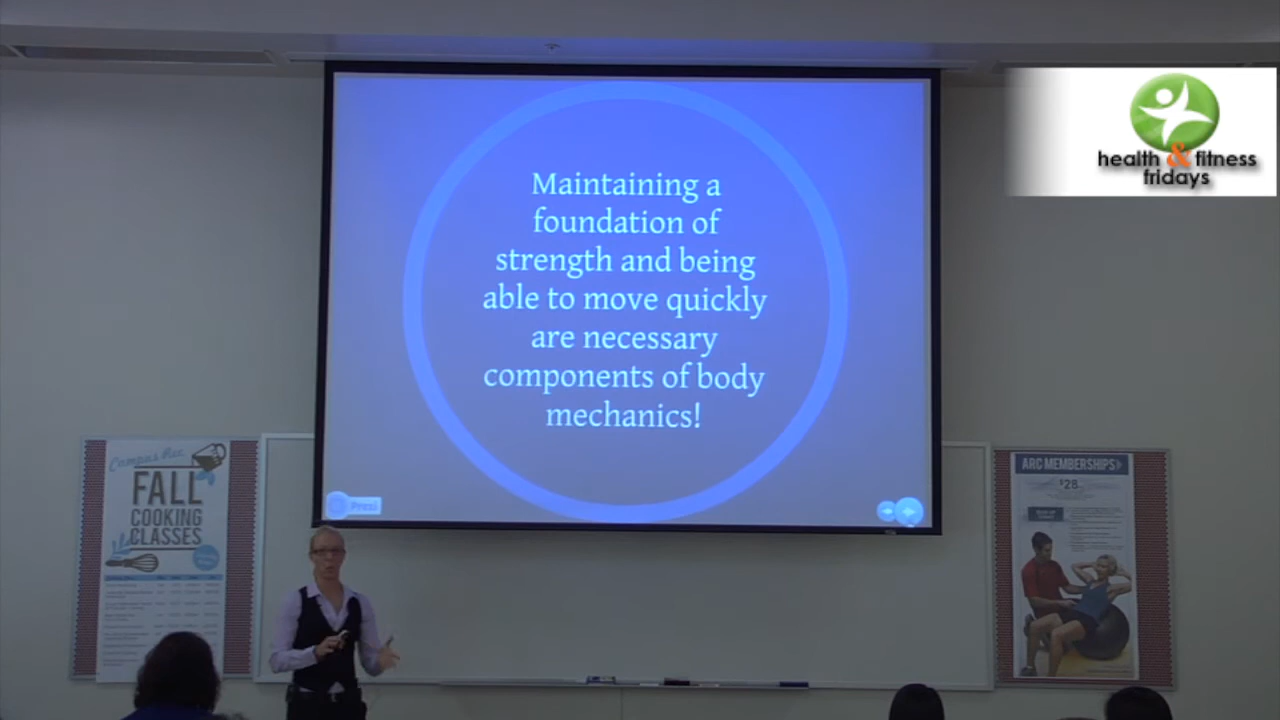 Maintaining a
foundation of
strength and being
able to move quickly
are necessary
components of body
mechanics!
Prezi
health & fitness
fridays
Campus Rec
FALL
COOKING
CLASSES
ARC MEMBERSHIPS
$28